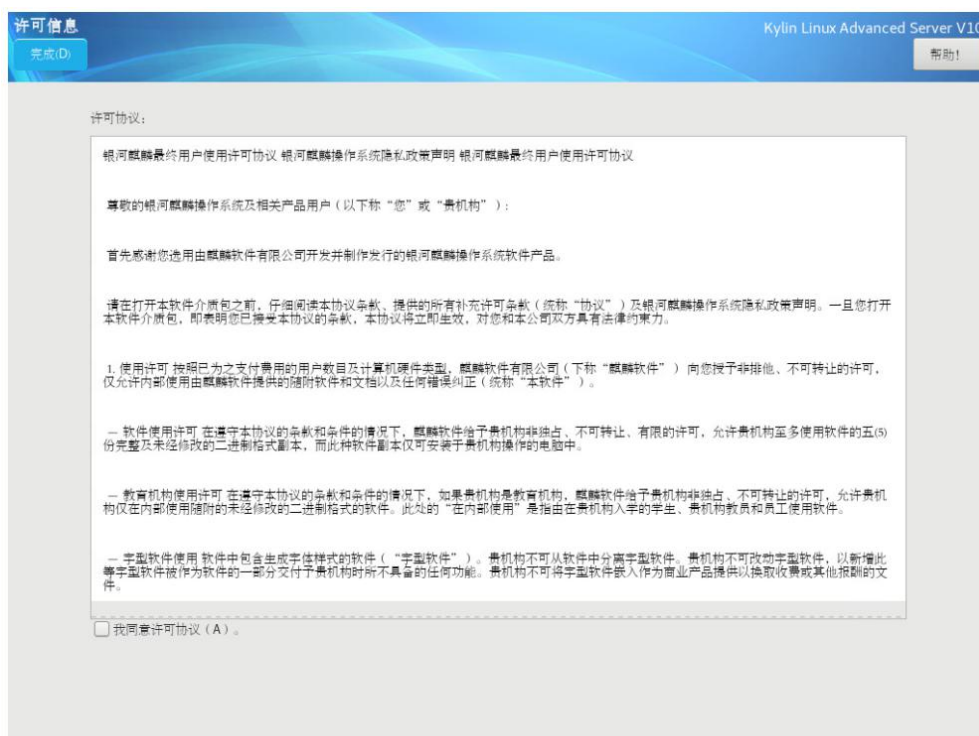 许可信息
Kylin Linux Advanced Server V10
完成(D)
帮助!
许可协议:
银河麒麟最终用户使用许可协议 银河麒麟操作系统隐私政策声明 银河麒麟最终用户使用许可协议
尊敬的银河麒麟操作系统及相关产品用户(以下称“您”或“贵机构”):
首先感谢您选用由麒麟软件有限公司开发并制作发行的银河麒麟操作系统软件产品。
请在打开本软件介质包之前,仔细阅读本协议条款、提供的所有补充许可条款(统称“协议”)及银河麒麟操作系统隐私政策声明。一旦您打开
本软件介质包,即表明您已接受本协议的条款,本协议将立即生效,对您和本公司双方具有法律约束力。
1. 使用许可 按照已为之支付费用的用户数目及计算机硬件类型,麒麟软件有限公司(下称“麒麟软件”) 向您授予非排他、不可转让的许可,
仅允许内部使用由麒麟软件提供的随附软件和文档以及任何错误纠正(统称“本软件”)。
— 软件使用许可 在遵守本协议的条款和条件的情况下,麒麟软件给予贵机构非独占、不可转让、有限的许可,允许贵机构至多使用软件的五(5)
份完整及未经修改的二进制格式副本,而此种软件副本仅可安装于贵机构操作的电脑中。
— 教育机构使用许可 在遵守本协议的条款和条件的情况下,如果贵机构是教育机构,麒麟软件给予贵机构非独占、不可转让的许可,允许贵机
构仅在内部使用随附的未经修改的二进制格式的软件。此处的“在内部使用”是指由在贵机构入学的学生、贵机构教员和员工使用软件。
— 字型软件使用 软件中包含生成字体样式的软件(“字型软件”)。贵机构不可从软件中分离字型软件。贵机构不可改动字型软件,以新增此
等字型软件被作为软件的一部分交付予贵机构时所不具备的任何功能。贵机构不可将字型软件嵌入作为商业产品提供以换取收费或其他报酬的文
件。
我同意许可协议(A)。